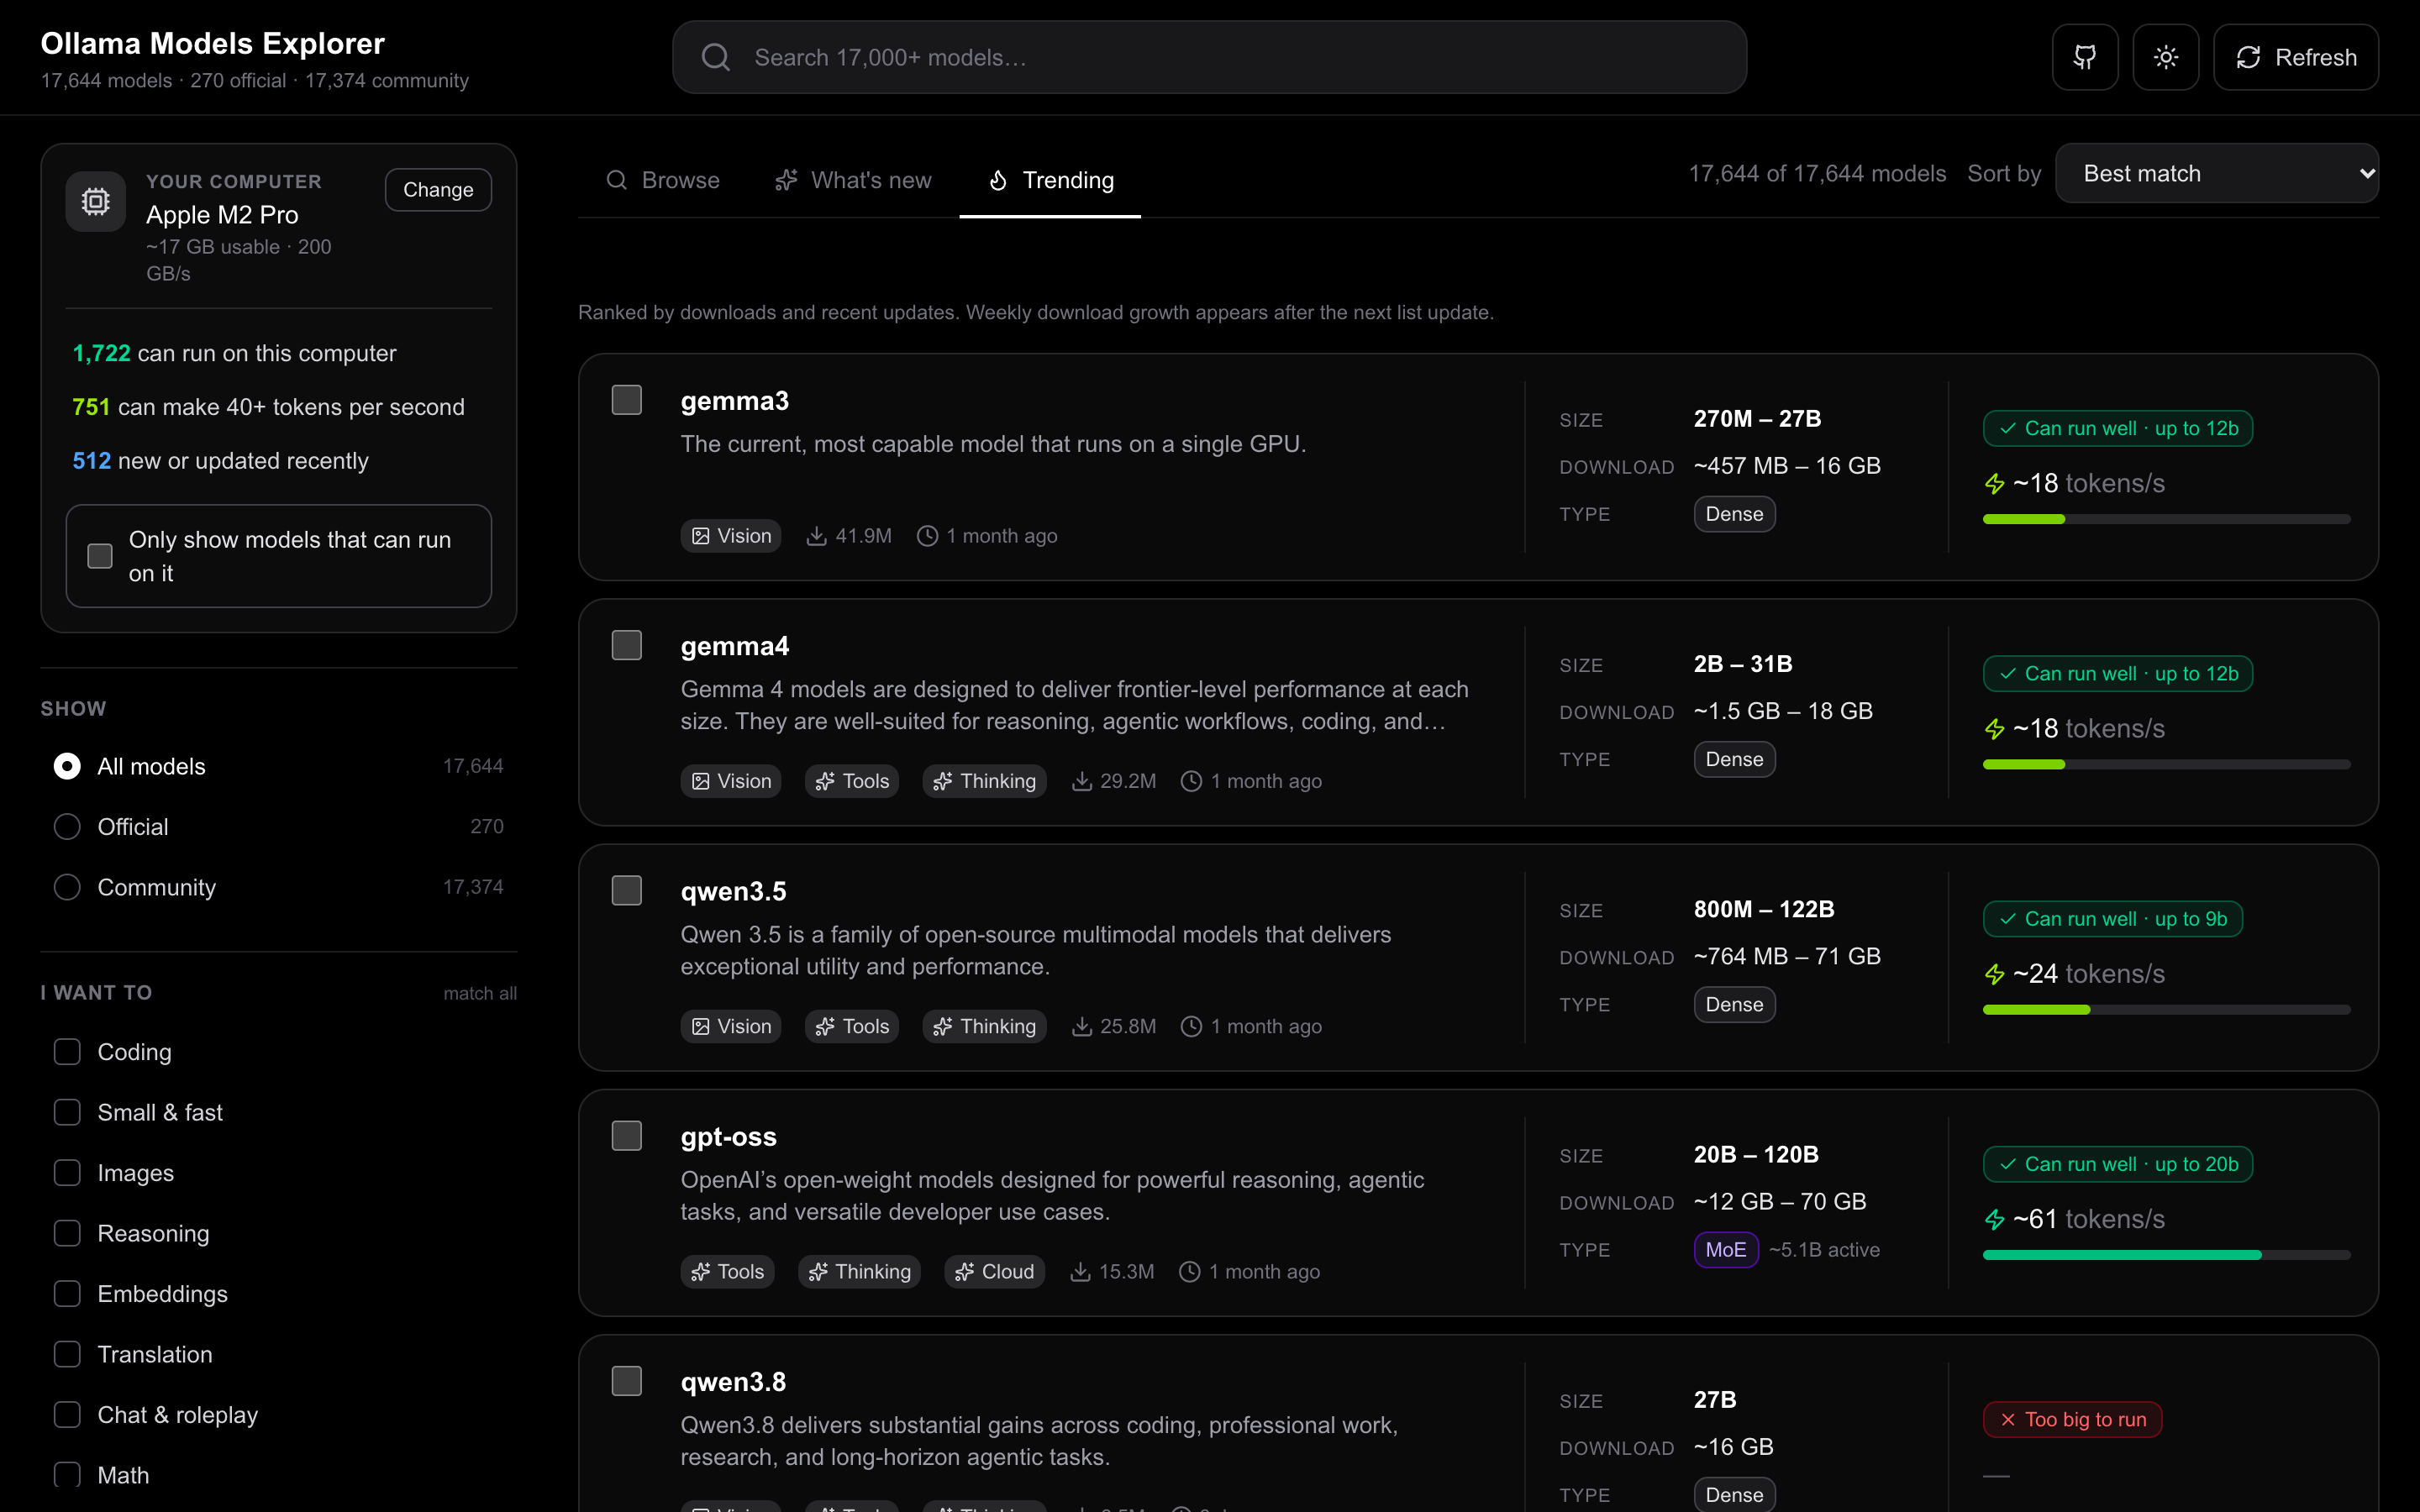 Ollama Models Explorer
17,644 models · 270 official · 17,374 community
Search 17,000+ models…
Refresh
YOUR COMPUTER
Apple M2 Pro
~17 GB usable · 200
GB/s
Change
1,722 can run on this computer
751 can make 40+ tokens per second
512 new or updated recently
Only show models that can run
on it
SHOW
All models 17,644
Official 270
Community 17,374
I WANT TO match all
Coding
Small & fast
Images
Reasoning
Embeddings
Translation
Chat & roleplay
Math
Browse What's new Trending
17,644 of 17,644 models Sort by Best match
Ranked by downloads and recent updates. Weekly download growth appears after the next list update.
gemma3
The current, most capable model that runs on a single GPU.
Vision 41.9M 1 month ago
SIZE 270M – 27B
DOWNLOAD ~457 MB – 16 GB
TYPE Dense
Can run well · up to 12b
~18 tokens/s
gemma4
Gemma 4 models are designed to deliver frontier-level performance at each
size. They are well-suited for reasoning, agentic workflows, coding, and…
Vision Tools Thinking 29.2M 1 month ago
SIZE 2B – 31B
DOWNLOAD ~1.5 GB – 18 GB
TYPE Dense
Can run well · up to 12b
~18 tokens/s
qwen3.5
Qwen 3.5 is a family of open-source multimodal models that delivers
exceptional utility and performance.
Vision Tools Thinking 25.8M 1 month ago
SIZE 800M – 122B
DOWNLOAD ~764 MB – 71 GB
TYPE Dense
Can run well · up to 9b
~24 tokens/s
gpt-oss
OpenAI’s open-weight models designed for powerful reasoning, agentic
tasks, and versatile developer use cases.
Tools Thinking Cloud 15.3M 1 month ago
SIZE 20B – 120B
DOWNLOAD ~12 GB – 70 GB
TYPE MoE ~5.1B active
Can run well · up to 20b
~61 tokens/s
qwen3.8
Qwen3.8 delivers substantial gains across coding, professional work,
research, and long-horizon agentic tasks.
SIZE 27B
DOWNLOAD ~16 GB
TYPE Dense
Too big to run
—